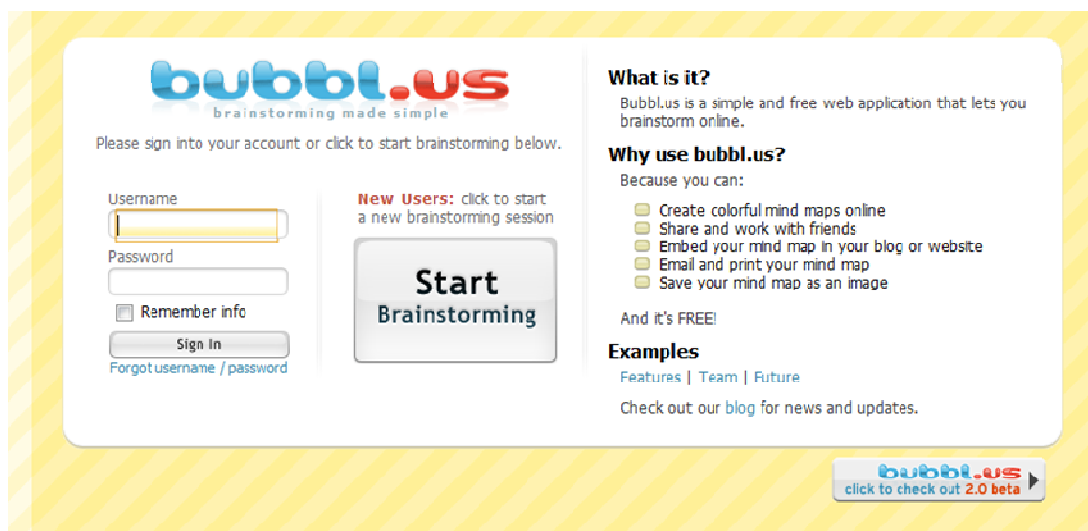 bubbl.us
brainstorming made simple
Please sign into your account or click to start brainstorming below.
Username
Password
Remember info
Sign In
Forgot username / password
New Users: click to start
a new brainstorming session
Start
Brainstorming
What is it?
Bubbl.us is a simple and free web application that lets you
brainstorm online.
Why use bubbl.us?
Because you can:
Create colorful mind maps online
Share and work with friends
Embed your mind map in your blog or website
Email and print your mind map
Save your mind map as an image
And it's FREE!
Examples
Features | Team | Future
Check out our blog for news and updates.
bubbl.us
click to check out 2.0 beta